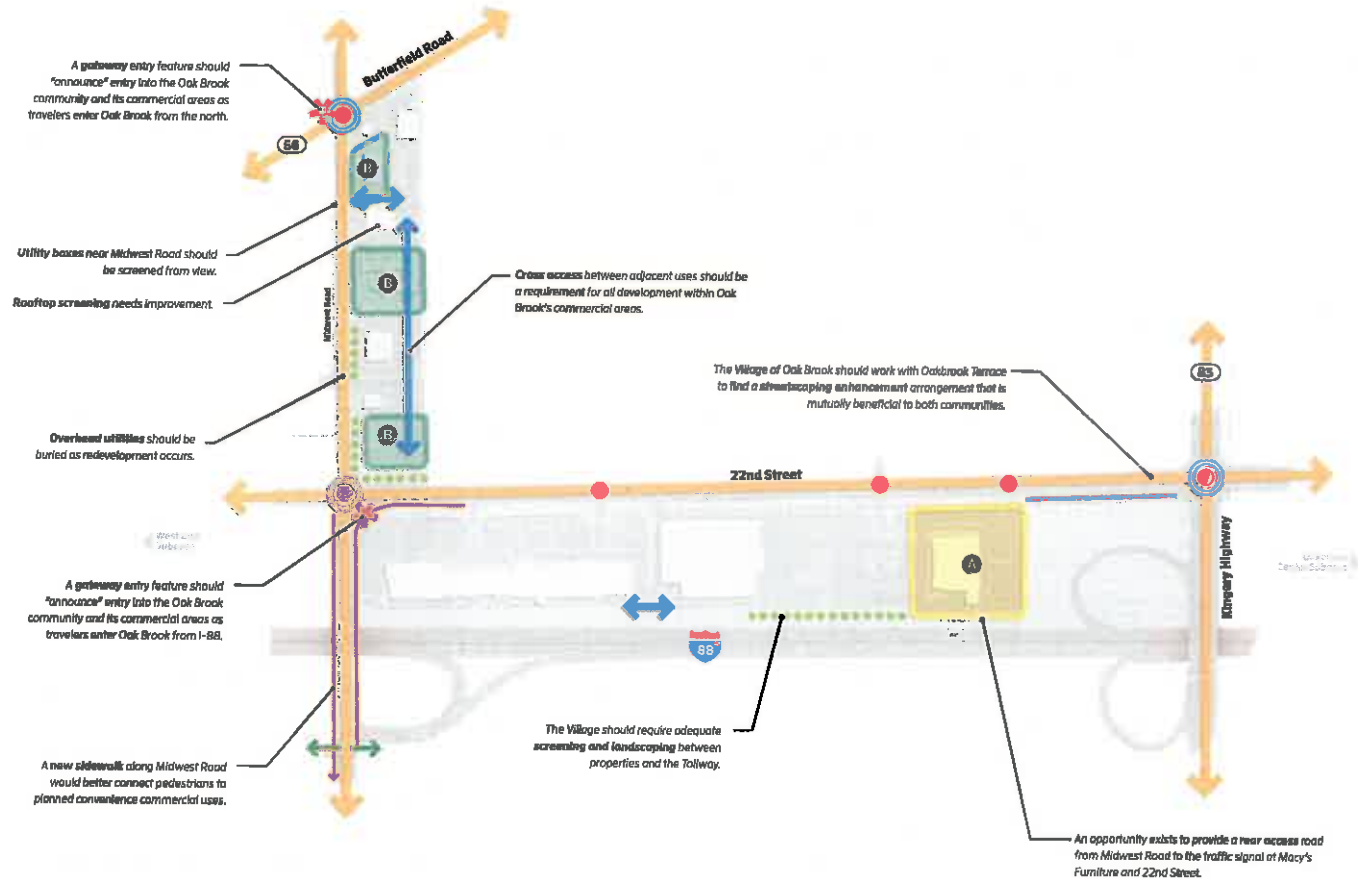 Butterfield Road
A gateway entry feature should
"announce" entry into the Oak Brook
community and its commercial areas as
travelers enter Oak Brook from the north.
56
B
Utility boxes near Midwest Road should
be screened from view.
Rooftop screening needs improvement.
B
Midwest Road
Cross access between adjacent uses should be
a requirement for all development within Oak
Brook's commercial areas.
The Village of Oak Brook should work with Oakbrook Terrace
to find a streetscaping enhancement arrangement that is
mutually beneficial to both communities.
83
Overhead utilities should be
buried as redevelopment occurs.
B
22nd Street
Kingery Highway
A
A gateway entry feature should
"announce" entry into the Oak Brook
community and its commercial areas as
travelers enter Oak Brook from I-88.
88
The Village should require adequate
screening and landscaping between
properties and the Tollway.
A new sidewalk along Midwest Road
would better connect pedestrians to
planned convenience commercial uses.
An opportunity exists to provide a rear access road
from Midwest Road to the traffic signal at Macy's
Furniture and 22nd Street.